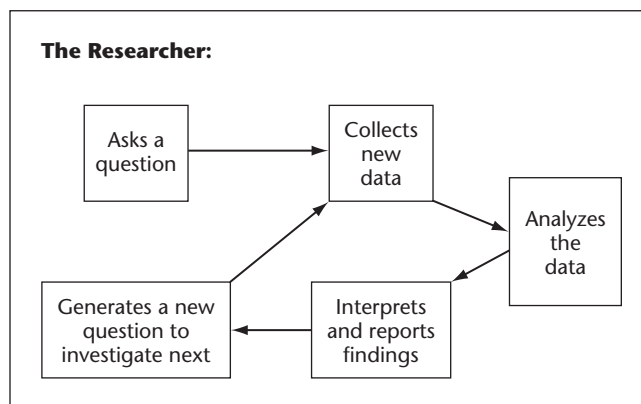 The Researcher:
Asks a
question
Collects
new
data
Analyzes
the
data
Interprets
and reports
findings
Generates a new
question to
investigate next